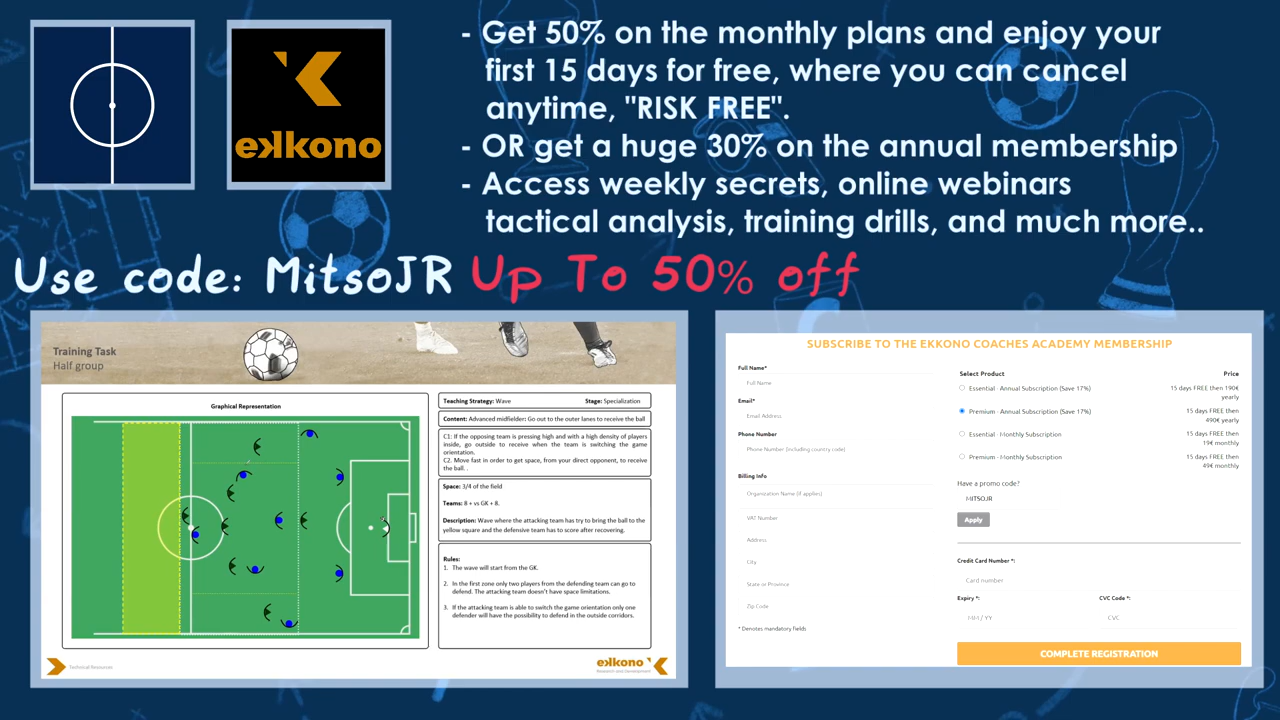 - Get 50% on the monthly plans and enjoy your
first 15 days for free, where you can cancel
anytime, "RISK FREE".
- OR get a huge 30% on the annual membership
- Access weekly secrets, online webinars
tactical analysis, training drills, and much more..
ekkono
Use code: MitsoJR Up To 50% off
Training Task
Half group
Graphical Representation
Teaching Strategy: Wave Stage: Specialization
Content: Advanced midfielder: Go out to the outer lanes to receive the ball
C1: If the opposing team is pressing high and with a high density of players
inside, go outside to receive when the team is switching the game
orientation.
C2. Move fast in order to get space, from your direct opponent, to receive
the ball. .
Space: 3/4 of the field
Teams: 8 + vs GK + 8.
Description: Wave where the attacking team has try to bring the ball to the
yellow square and the defensive team has to score after recovering.
Rules:
1. The wave will start from the GK.
2. In the first zone only two players from the defending team can go to
defend. The attacking team doesn't have space limitations.
3. If the attacking team is able to switch the game orientation only one
defender will have the possibility to defend in the outside corridors.
Technical Resources
ekkono
Research and Development
SUBSCRIBE TO THE EKKONO COACHES ACADEMY MEMBERSHIP
Full Name*
Full Name
Email*
Email Address
Phone Number
Phone Number (including country code)
Billing Info
Organization Name (if applies)
VAT Number
Address
City
State or Province
Zip Code
* Denotes mandatory fields
Select Product Price
Essential - Annual Subscription (Save 17%) 15 days FREE then 190€
yearly
Premium - Annual Subscription (Save 17%) 15 days FREE then
490€ yearly
Essential - Monthly Subscription 15 days FREE then
19€ monthly
Premium - Monthly Subscription 15 days FREE then
49€ monthly
Have a promo code?
MITSOJR
Apply
Credit Card Number *:
Card number
Expiry *: CVC Code *:
MM / YY CVC
COMPLETE REGISTRATION